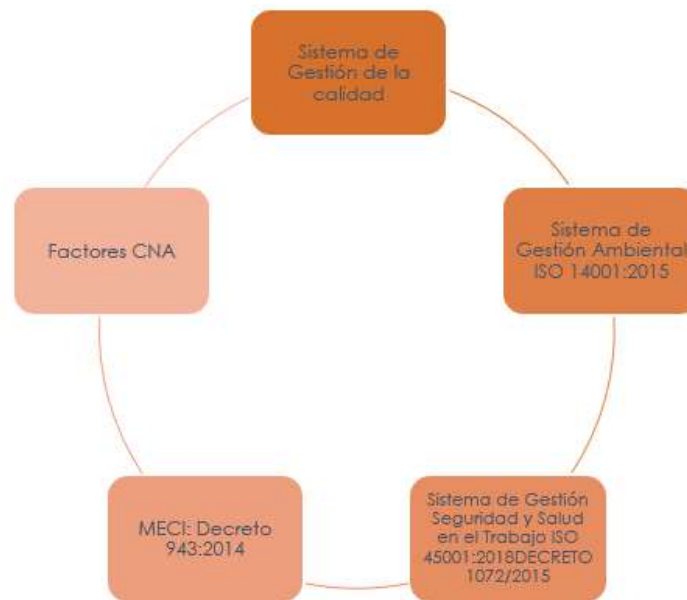 Sistema de
Gestión de la
calidad
Factores CNA
Sistema de
Gestión Ambiental
ISO 14001:2015
MECI: Decreto
943:2014
Sistema de Gestión
Seguridad y Salud
en el Trabajo ISO
45001:2018DECRETO
1072/2015